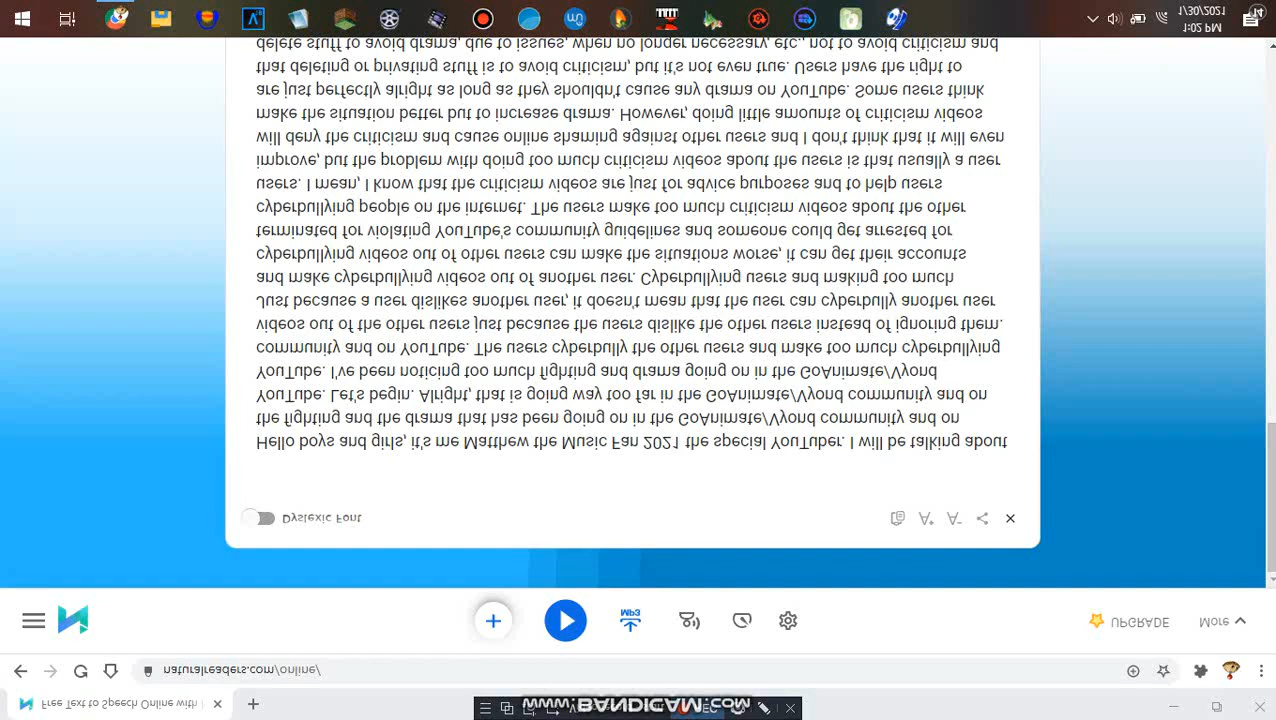 Free Text to Speech Online with
www.BANDICAM.com
naturalreaders.com/online/
MP3
UPGRADE
More
Dyslexic Font
Hello boys and girls, it's me Matthew the Music Fan 2021 the special YouTuber. I will be talking about
the fighting and the drama that has been going on in the GoAnimate/Vyond community and on
YouTube. Let's begin. Alright, that is going way too far in the GoAnimate/Vyond community and on
YouTube. I've been noticing too much fighting and drama going on in the GoAnimate/Vyond
community and on YouTube. The users cyberbully the other users and make too much cyberbullying
videos out of the other users just because the users dislike the other users instead of ignoring them.
Just because a user dislikes another user, it doesn't mean that the user can cyberbully another user
and make cyberbullying videos out of another user. Cyberbullying users and making too much
cyberbullying videos out of other users can make the situations worse, it can get their accounts
terminated for violating YouTube's community guidelines and someone could get arrested for
cyberbullying people on the internet. The users make too much criticism videos about the other
users. I mean, I know that the criticism videos are just for advice purposes and to help users
improve, but the problem with doing too much criticism videos about the users is that usually a user
will deny the criticism and cause online shaming against other users and I don't think that it will even
make the situation better but to increase drama. However, doing little amounts of criticism videos
are just perfectly alright as long as they shouldn't cause any drama on YouTube. Some users think
that deleting or privating stuff is to avoid criticism, but it's not even true. Users have the right to
delete stuff to avoid drama, due to issues, when no longer necessary, etc., not to avoid criticism and
1:02 PM
1/30/2021